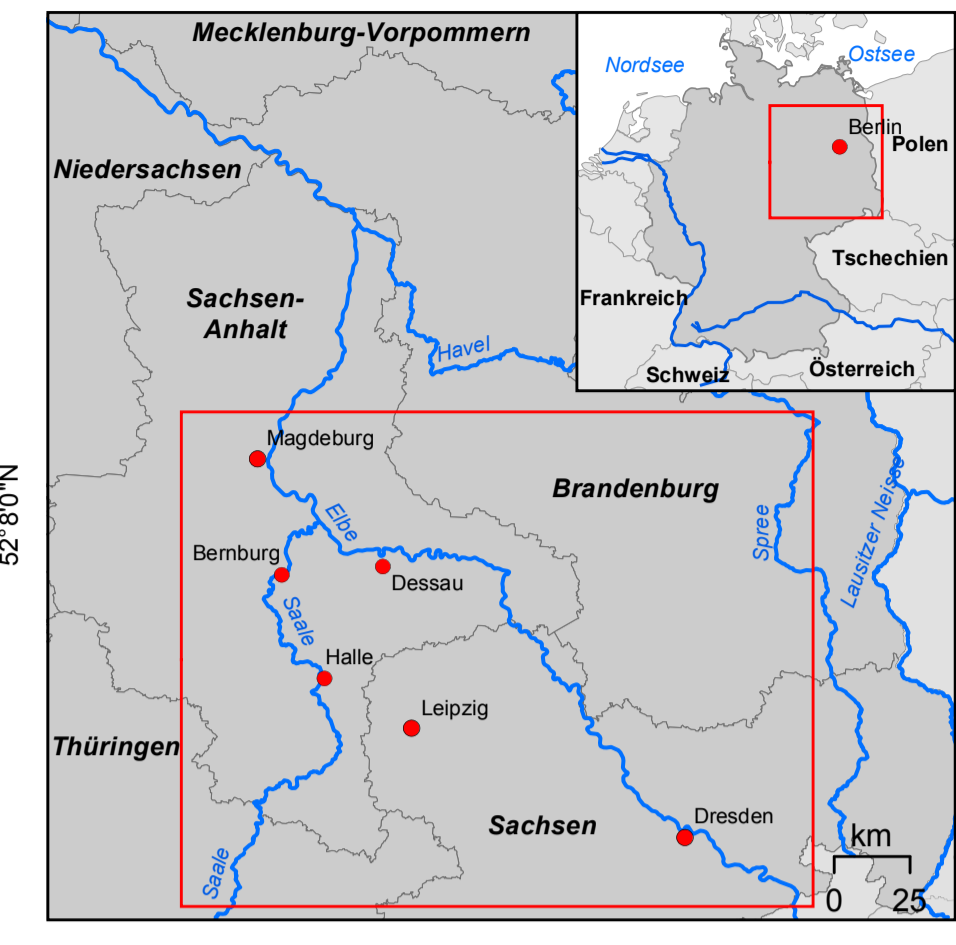 Mecklenburg-Vorpommern
Nordsee
Ostsee
Berlin
Polen
Niedersachsen
Tschechien
Sachsen-
Anhalt
Frankreich
Havel
Schweiz
Österreich
Magdeburg
Brandenburg
52°8'0"N
Elbe
Spree
Lausitzer Neisse
Bernburg
Dessau
Saale
Halle
Leipzig
Thüringen
Sachsen
Dresden
km
Saale
0 25